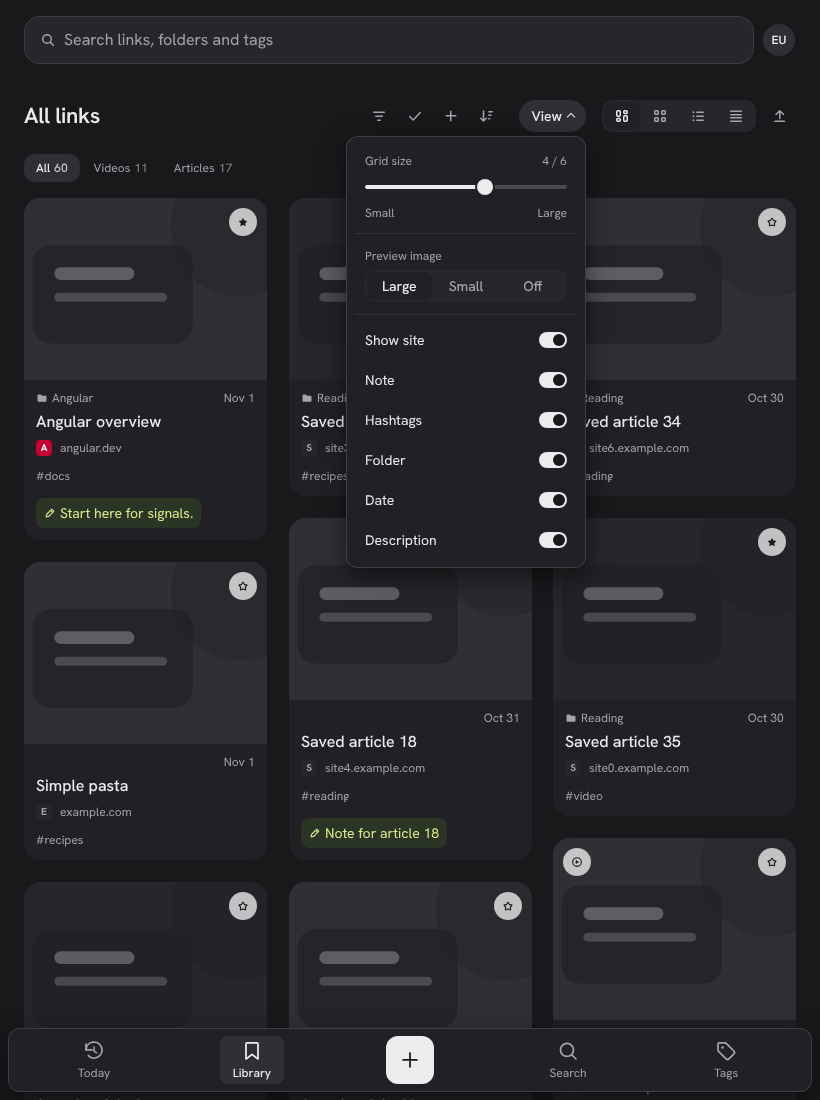 Search links, folders and tags
EU
All links
View
All 60
Videos 11
Articles 17
Grid size
4 / 6
Small
Large
Preview image
Large
Small
Off
Show site
Note
Hashtags
Folder
Date
Description
Angular
Nov 1
Angular overview
A
angular.dev
#docs
Start here for signals.
Saved
S
#recipes
Oct 30
article 34
site6.example.com
Nov 1
Simple pasta
E
example.com
#recipes
Oct 31
Saved article 18
S
site4.example.com
#reading
Note for article 18
Reading
Oct 30
Saved article 35
S
site0.example.com
#video
Today
Library
Search
Tags